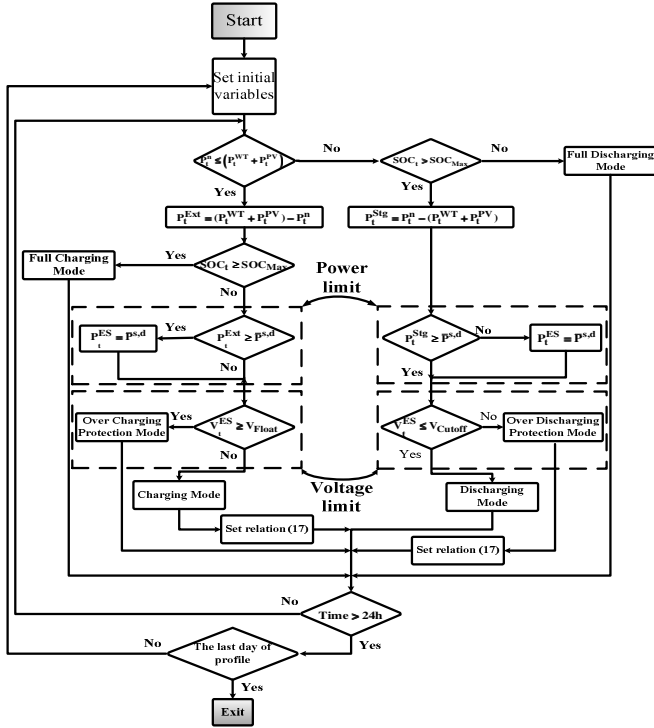 Start
Set initial
variables
P_t^n ≤ (P_t^WT + P_t^PV)
No
SOC_t > SOC_Max
No
Full Discharging
Mode
Yes
Yes
P_t^Ext = (P_t^WT + P_t^PV) − P_t^n
P_t^Stg = P_t^n − (P_t^WT + P_t^PV)
Full Charging
Mode
Yes
SOC_t ≥ SOC_Max
No
Power
limit
P_t^ES = P̄^s,d
Yes
P_t^Ext ≥ P̄^s,d
No
P_t^Stg ≥ P̄^s,d
No
P_t^ES = P̄^s,d
Yes
Over Charging
Protection Mode
Yes
V_t^ES ≥ V_Float
No
V_t^ES ≤ V_Cutoff
No
Over Discharging
Protection Mode
Yes
Voltage
limit
Charging Mode
Discharging
Mode
Set relation (17)
Set relation (17)
No
Time > 24h
Yes
No
The last day of
profile
Yes
Exit